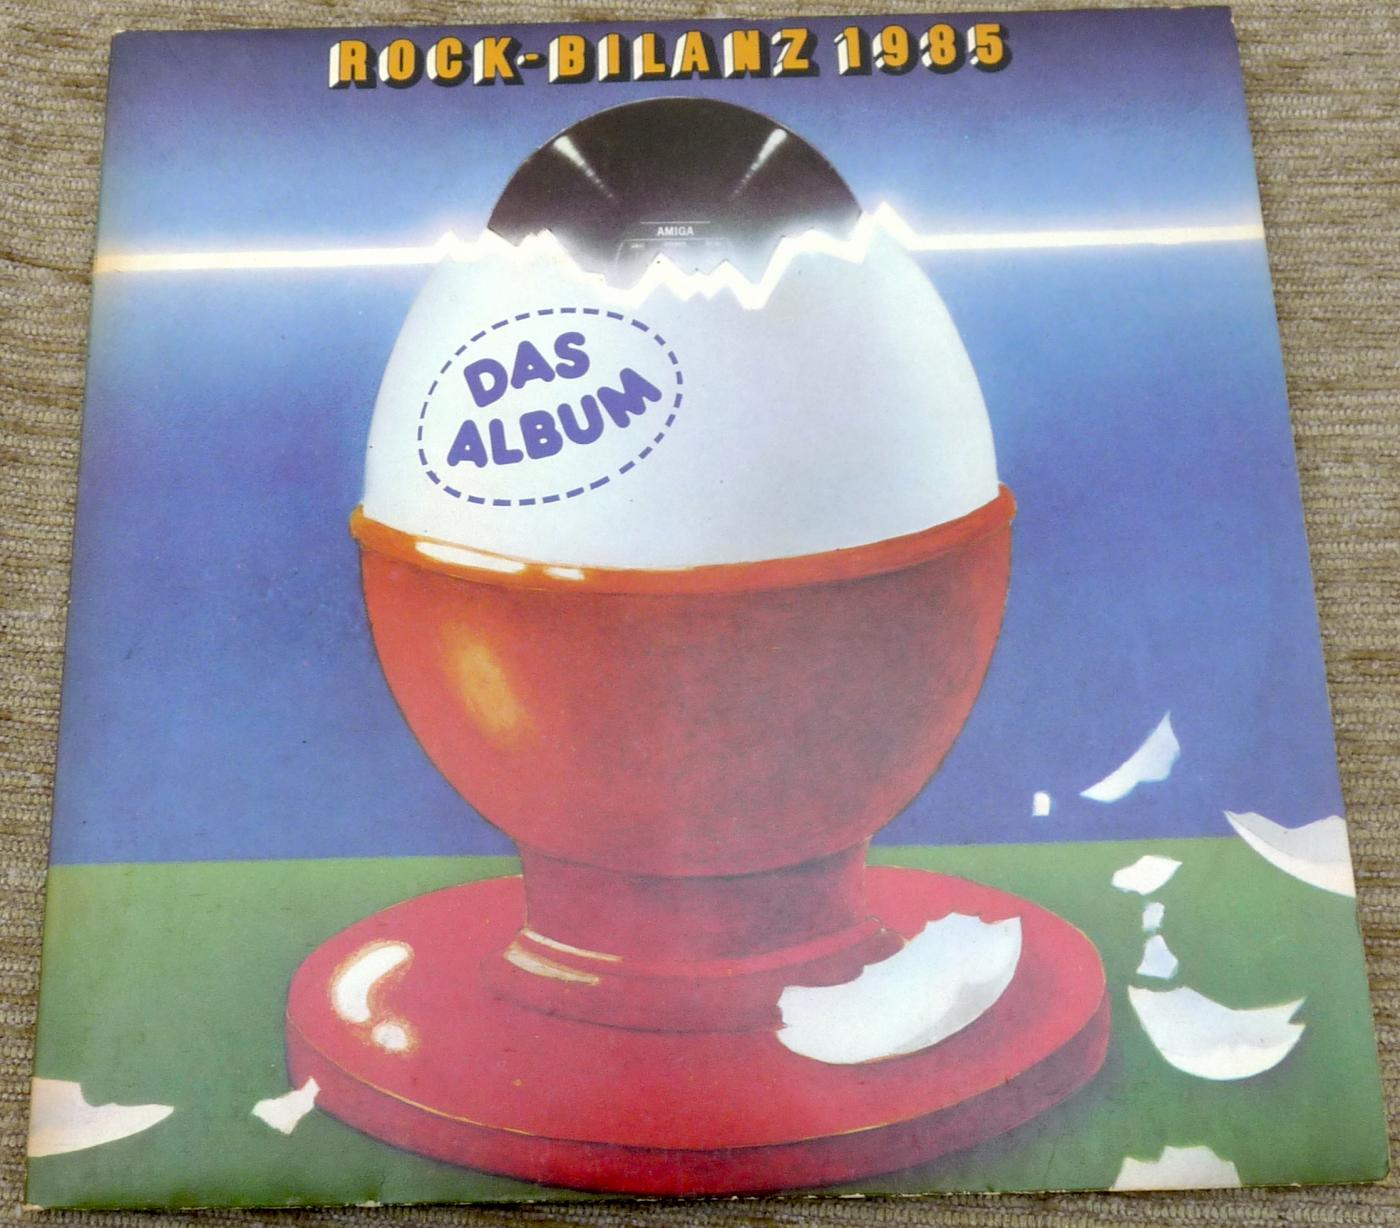 ROCK-BILANZ 1985
AMIGA
DAS
ALBUM